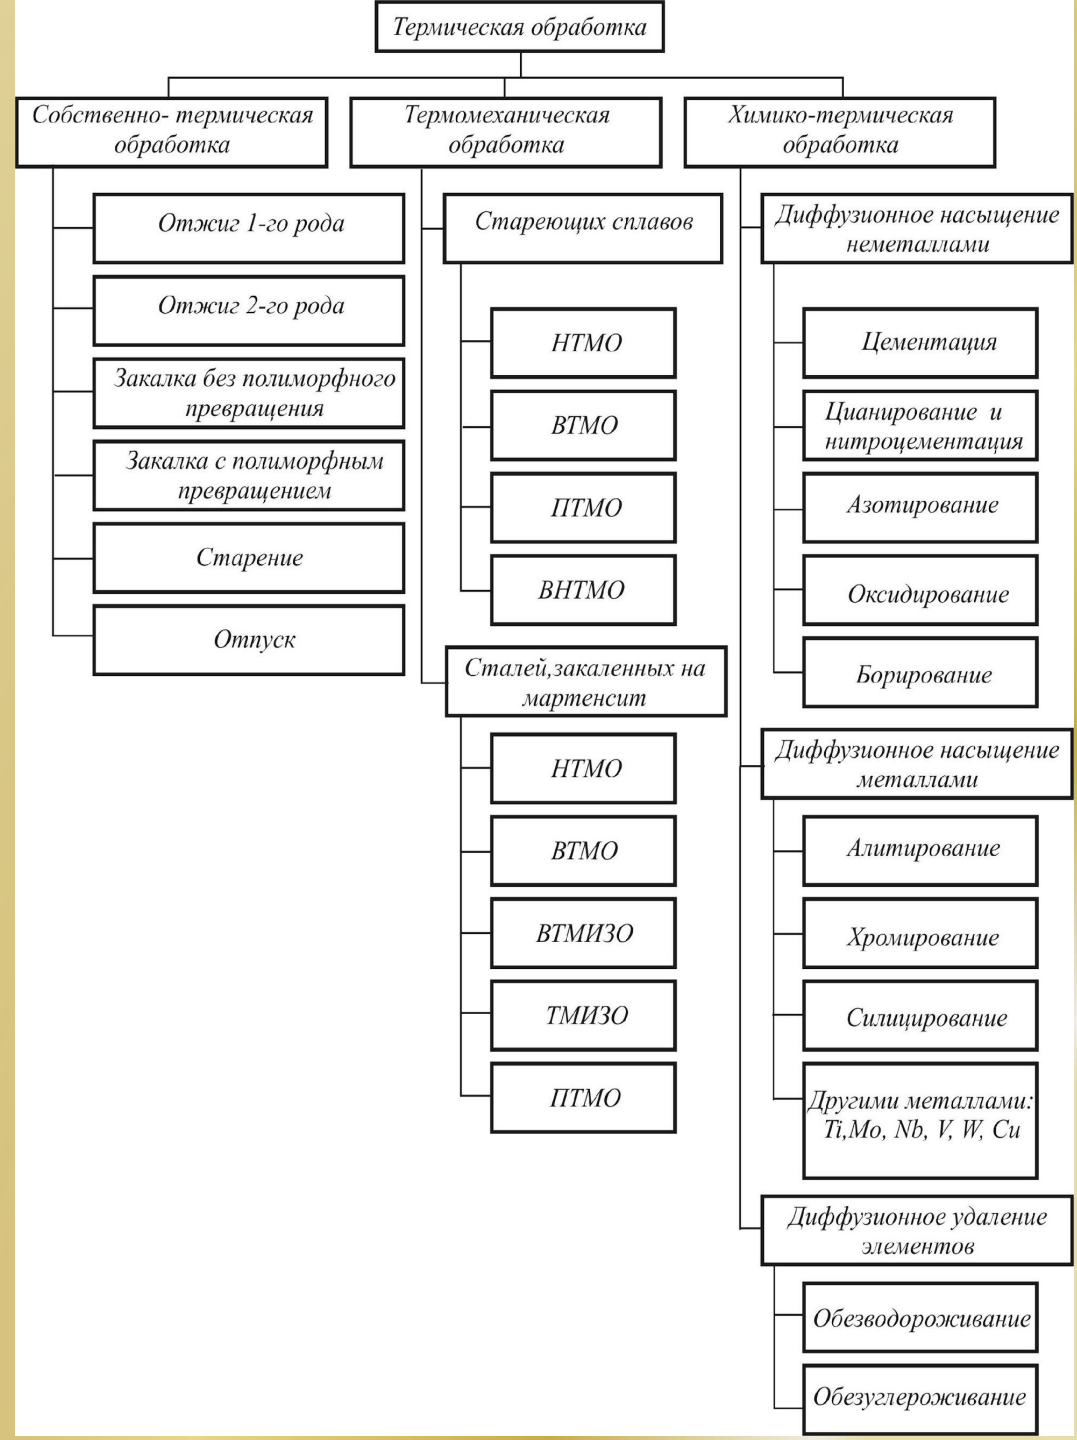 Термическая обработка
Собственно- термическая
обработка
Отжиг 1-го рода
Отжиг 2-го рода
Закалка без полиморфного
превращения
Закалка с полиморфным
превращением
Старение
Отпуск
Термомеханическая
обработка
Стареющих сплавов
НТМО
ВТМО
ПТМО
ВНТМО
Сталей,закаленных на
мартенсит
НТМО
ВТМО
ВТМИЗО
ТМИЗО
ПТМО
Химико-термическая
обработка
Диффузионное насыщение
неметаллами
Цементация
Цианирование и
нитроцементация
Азотирование
Оксидирование
Борирование
Диффузионное насыщение
металлами
Алитирование
Хромирование
Силицирование
Другими металлами:
Ti,Mo, Nb, V, W, Cu
Диффузионное удаление
элементов
Обезводороживание
Обезуглероживание